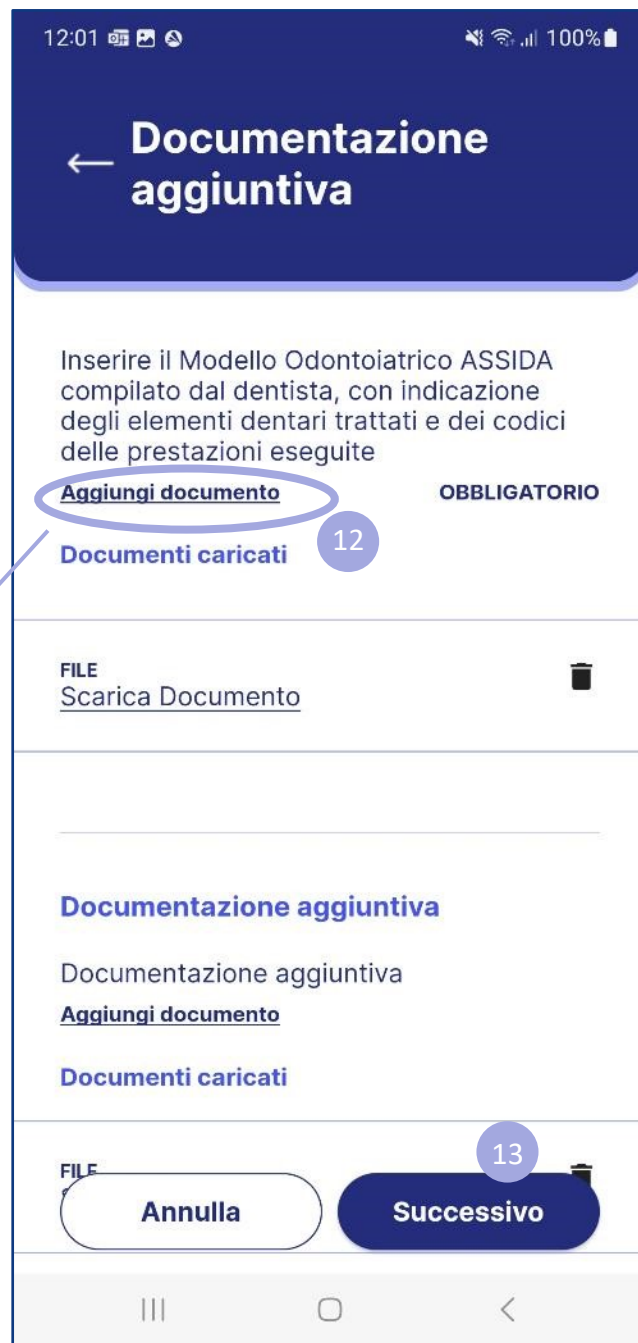 12:01 100%
Documentazione
aggiuntiva
Inserire il Modello Odontoiatrico ASSIDA
compilato dal dentista, con indicazione
degli elementi dentari trattati e dei codici
delle prestazioni eseguite
Aggiungi documento OBBLIGATORIO
12
Documenti caricati
FILE
Scarica Documento
Documentazione aggiuntiva
Documentazione aggiuntiva
Aggiungi documento
Documenti caricati
13
FILE
Annulla Successivo